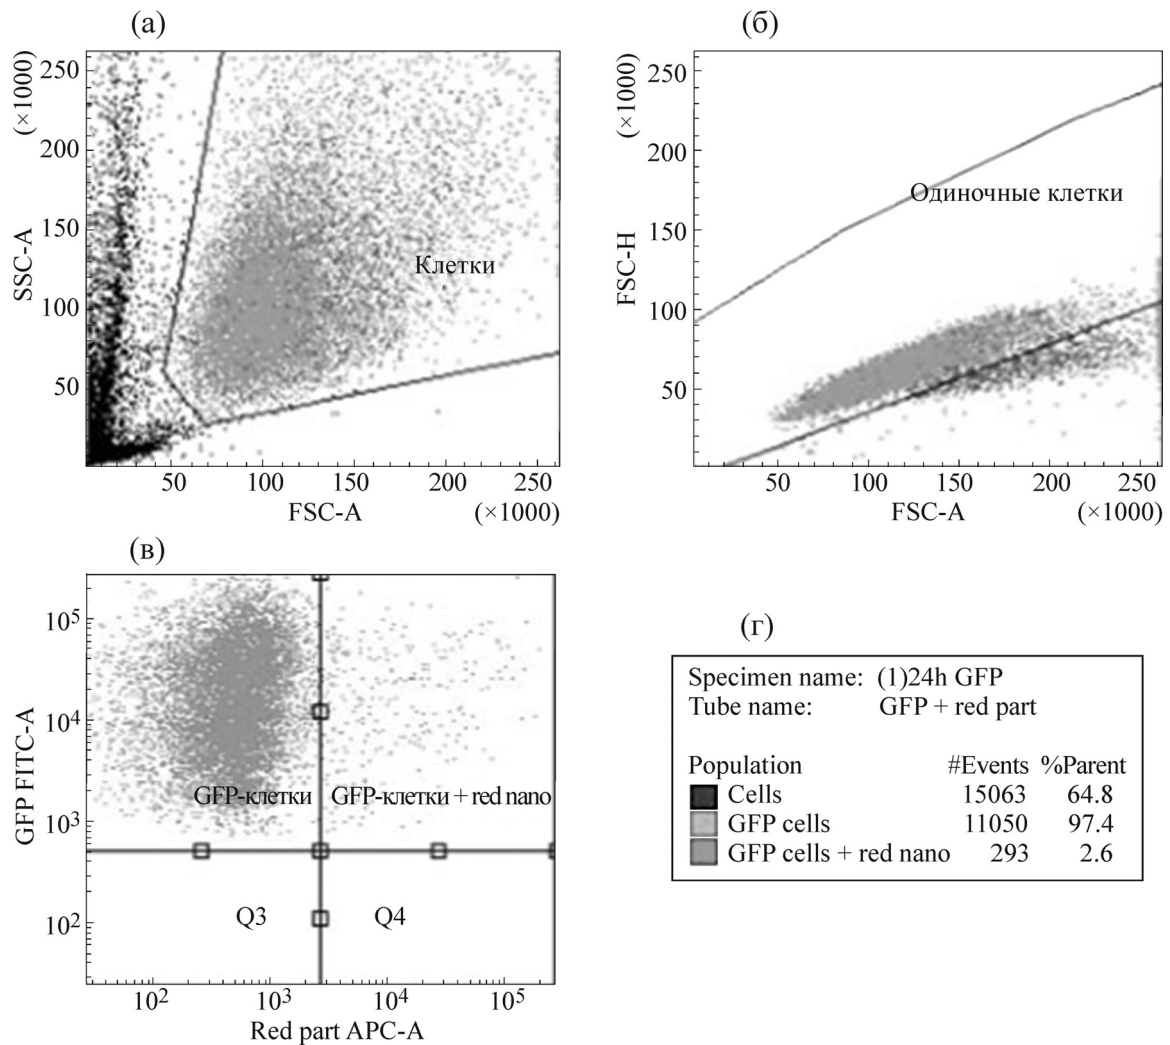 (а)
(×1000)
SSC-A
250
200
150
100
50
Клетки
50
100
150
200
250
FSC-A
(×1000)
(б)
(×1000)
FSC-H
250
200
150
100
50
Одиночные клетки
50
100
150
200
250
FSC-A
(×1000)
(в)
GFP FITC-A
10⁵
10⁴
10³
10²
GFP-клетки
GFP-клетки + red nano
Q3
Q4
10²
10³
10⁴
10⁵
Red part APC-A
(г)
Specimen name: (1)24h GFP
Tube name: GFP + red part
Population #Events %Parent
Cells 15063 64.8
GFP cells 11050 97.4
GFP cells + red nano 293 2.6